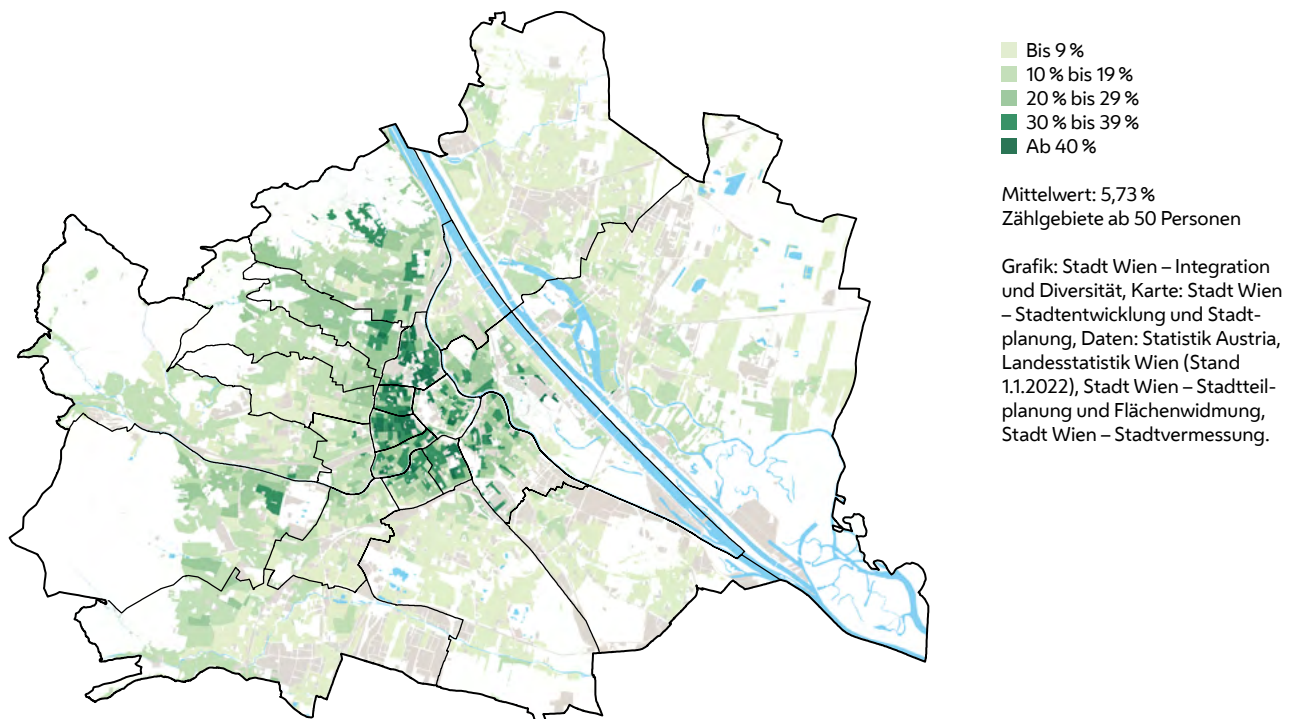 Bis 9 %
10 % bis 19 %
20 % bis 29 %
30 % bis 39 %
Ab 40 %
Mittelwert: 5,73 %
Zählgebiete ab 50 Personen
Grafik: Stadt Wien – Integration
und Diversität, Karte: Stadt Wien
– Stadtentwicklung und Stadt-
planung, Daten: Statistik Austria,
Landesstatistik Wien (Stand
1.1.2022), Stadt Wien – Stadtteil-
planung und Flächenwidmung,
Stadt Wien – Stadtvermessung.